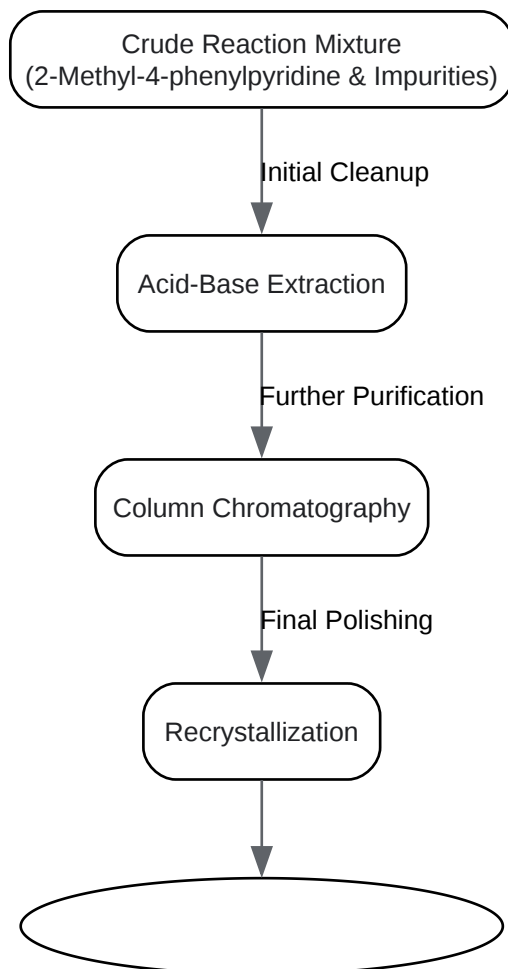 Crude Reaction Mixture
(2-Methyl-4-phenylpyridine & Impurities)
Initial Cleanup
Acid-Base Extraction
Further Purification
Column Chromatography
Final Polishing
Recrystallization